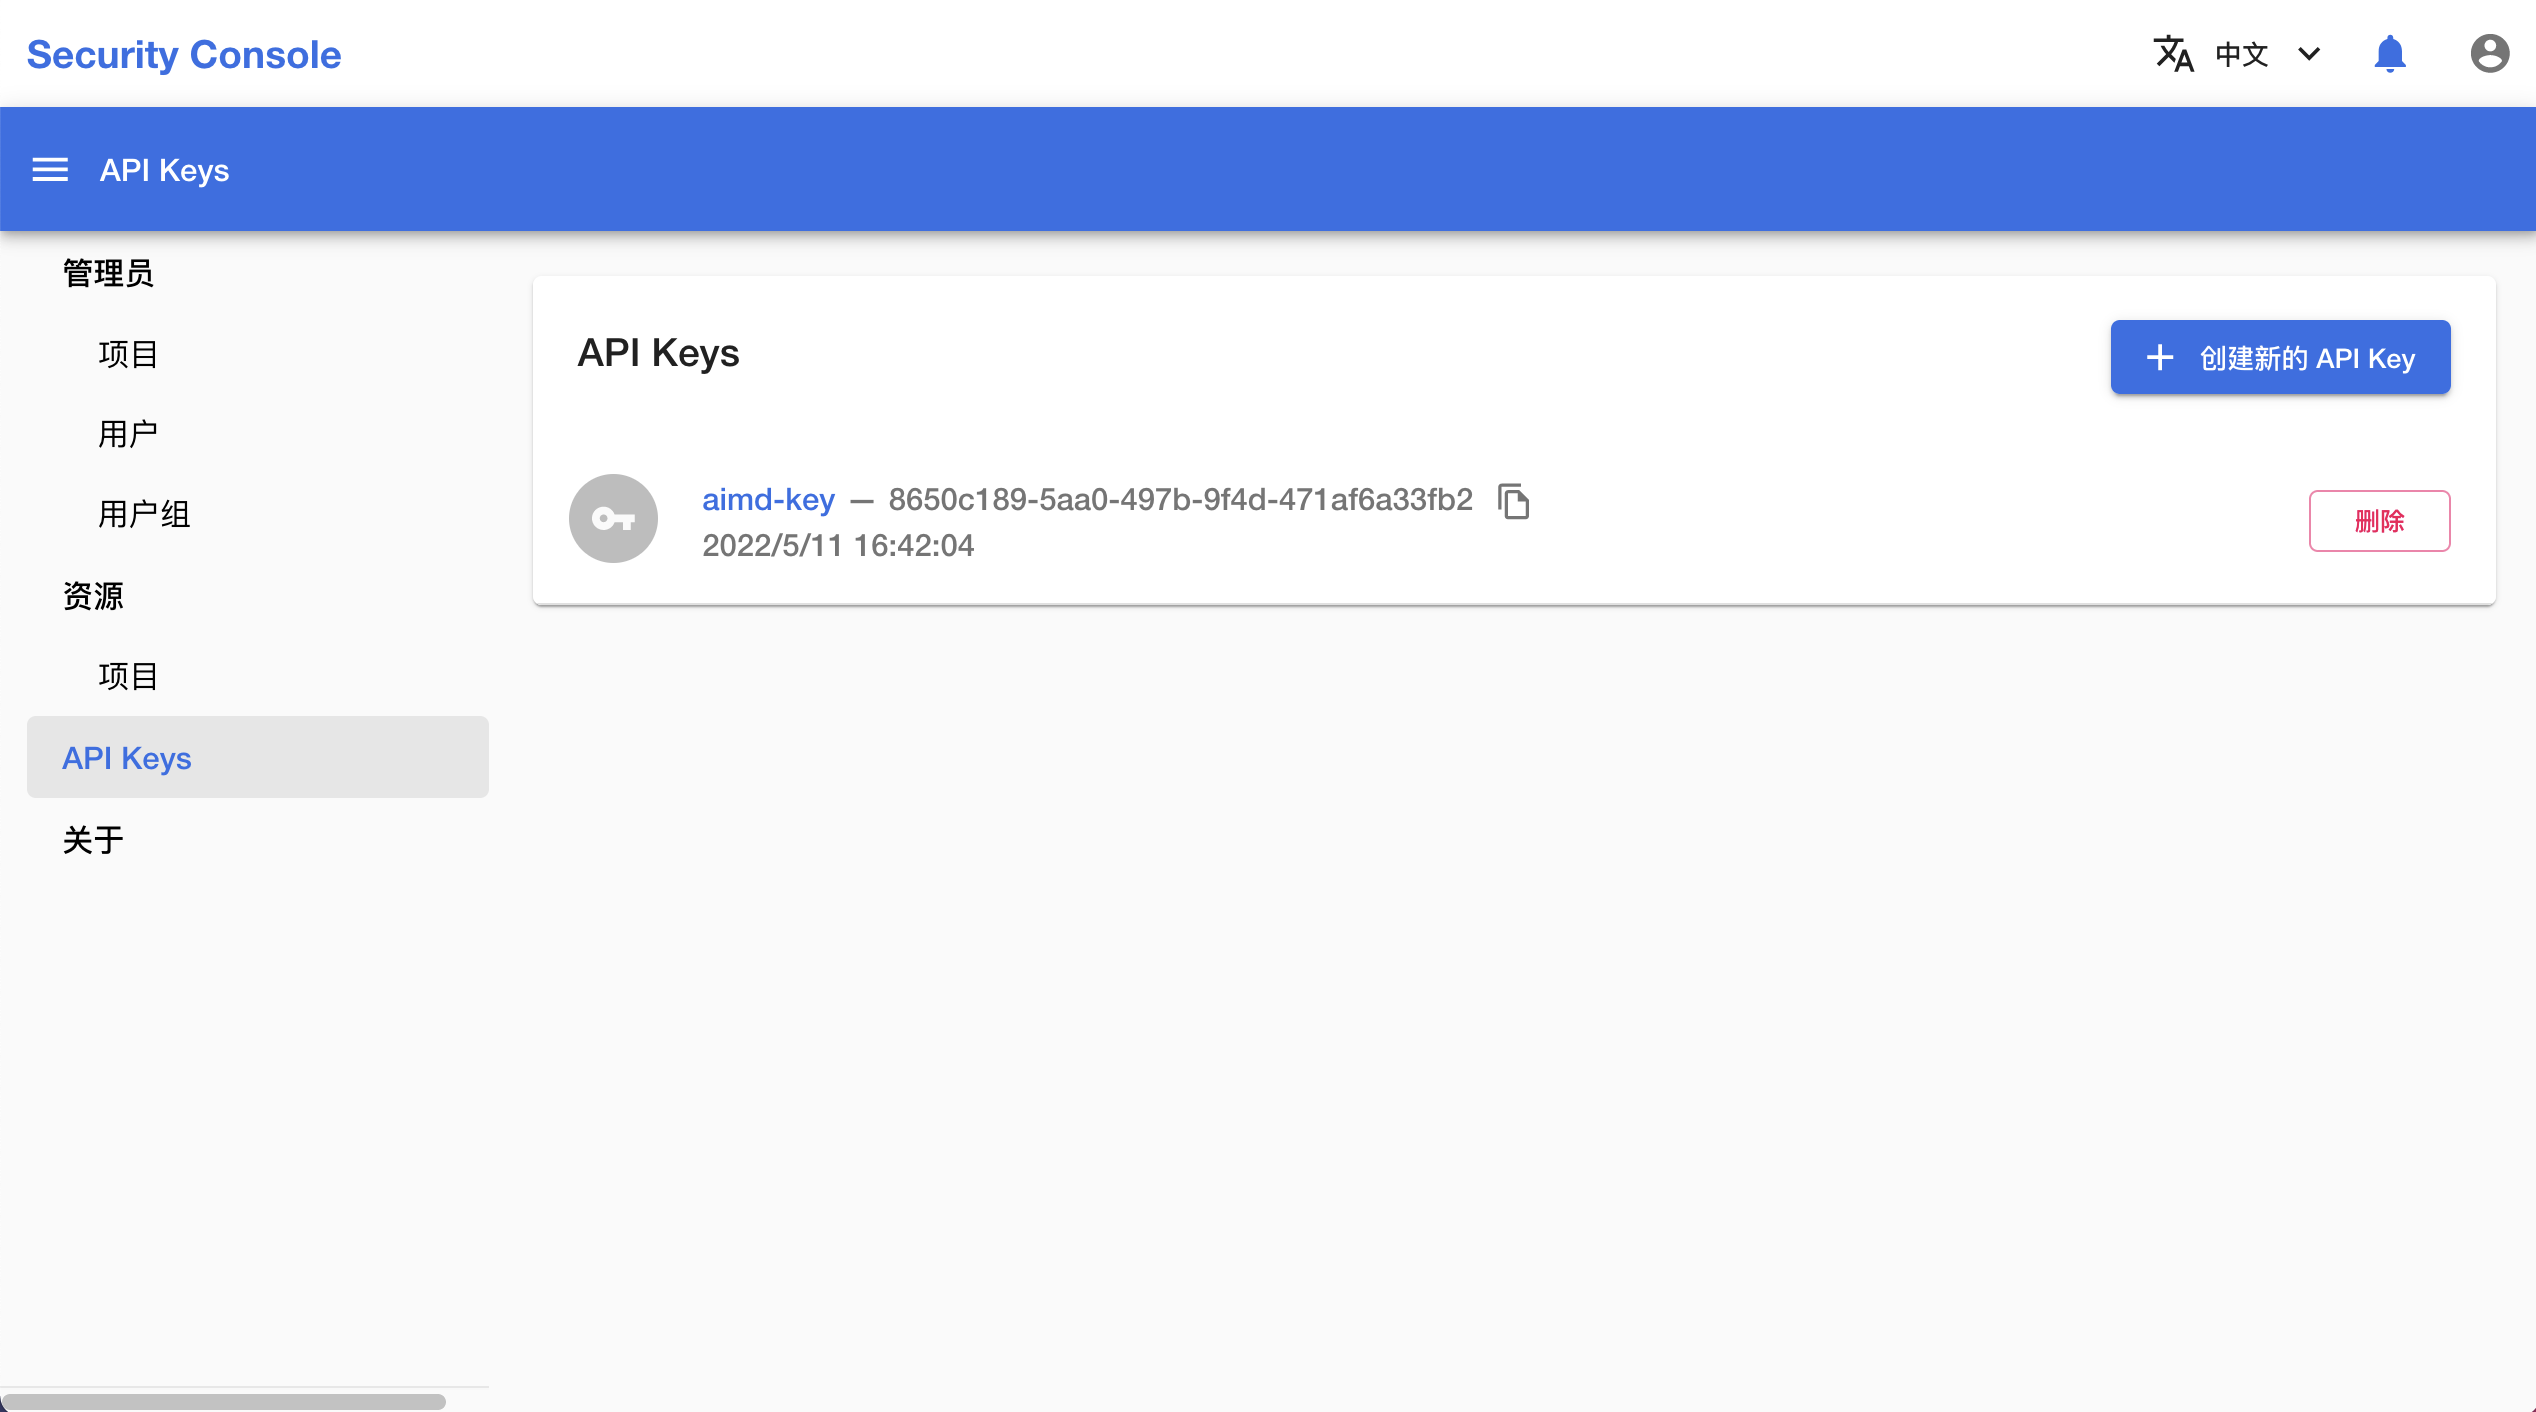 Security Console
中文
API Keys
管理员
项目
用户
用户组
资源
项目
API Keys
关于
API Keys
创建新的 API Key
aimd-key — 8650c189-5aa0-497b-9f4d-471af6a33fb2
2022/5/11 16:42:04
删除